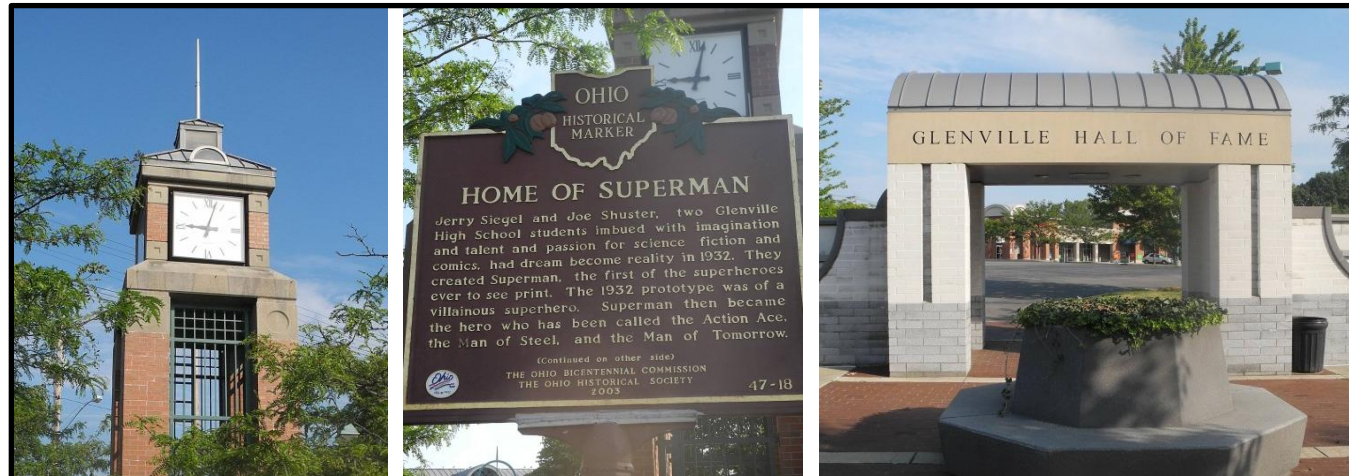 XII
OHIO
HISTORICAL
MARKER
HOME OF SUPERMAN
Jerry Siegel and Joe Shuster, two Glenville
High School students imbued with imagination
and talent and passion for science fiction and
comics, had dream become reality in 1932. They
created Superman, the first of the superheroes
ever to see print. The 1932 prototype was of a
villainous superhero. Superman then became
the hero who has been called the Action Ace,
the Man of Steel, and the Man of Tomorrow.
(Continued on other side)
THE OHIO BICENTENNIAL COMMISSION
THE OHIO HISTORICAL SOCIETY
2003
47-18
Ohio
GLENVILLE HALL OF FAME